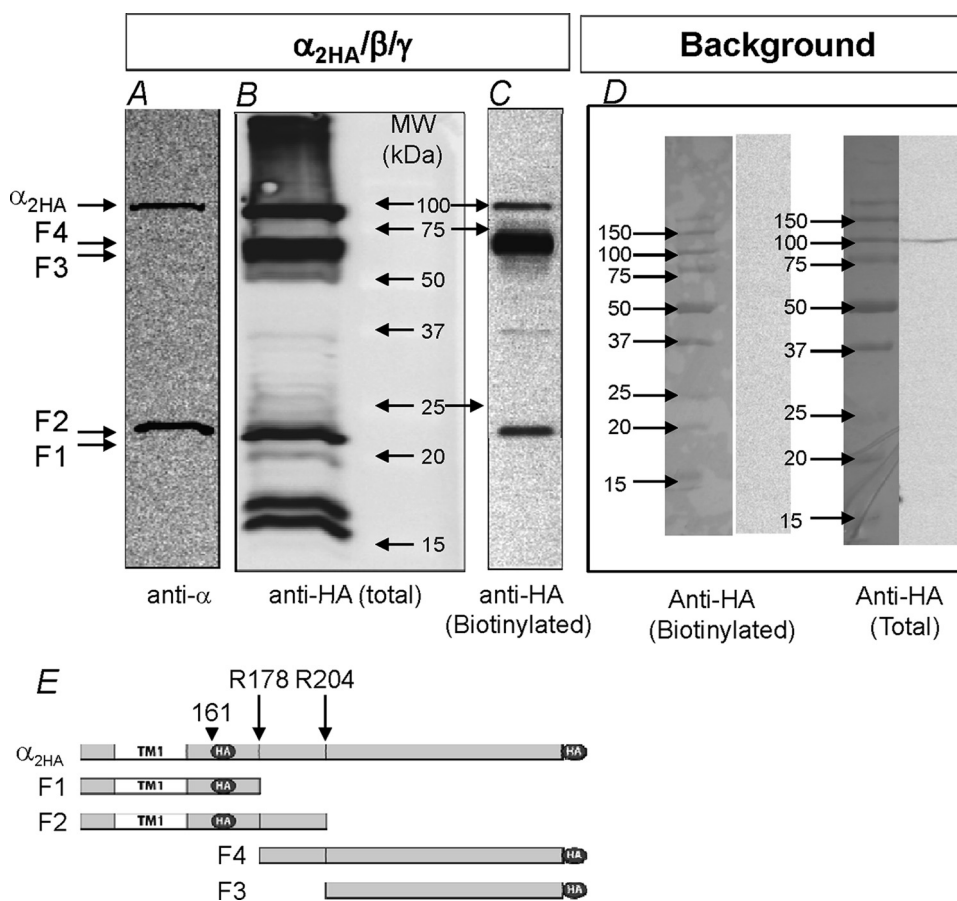 α2HA/β/γ
Background
A
B
C
D
MW
(kDa)
α2HA
F4
F3
F2
F1
100
75
50
37
25
20
15
150
100
75
50
37
25
20
15
150
100
75
50
37
25
20
15
anti-α
anti-HA (total)
anti-HA
(Biotinylated)
Anti-HA
(Biotinylated)
Anti-HA
(Total)
E
R178 R204
161
α2HA TM1 HA HA
F1 TM1 HA
F2 TM1 HA
F4 HA
F3 HA